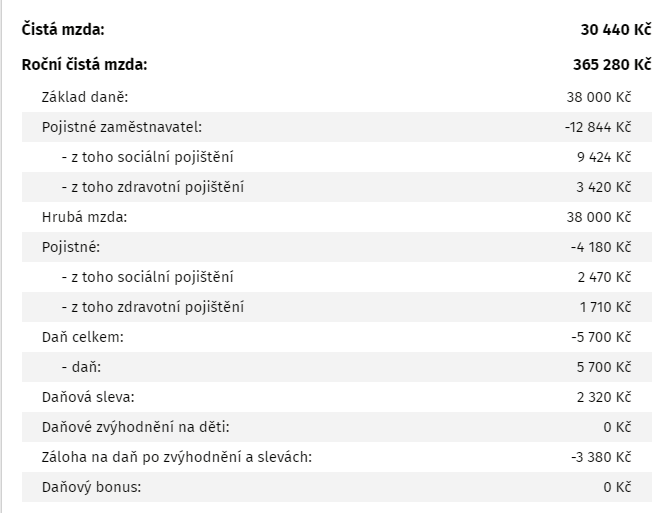 Čistá mzda: 30 440 Kč
Roční čistá mzda: 365 280 Kč
Základ daně: 38 000 Kč
Pojistné zaměstnavatel: -12 844 Kč
- z toho sociální pojištění 9 424 Kč
- z toho zdravotní pojištění 3 420 Kč
Hrubá mzda: 38 000 Kč
Pojistné: -4 180 Kč
- z toho sociální pojištění 2 470 Kč
- z toho zdravotní pojištění 1 710 Kč
Daň celkem: -5 700 Kč
- daň: 5 700 Kč
Daňová sleva: 2 320 Kč
Daňové zvýhodnění na děti: 0 Kč
Záloha na daň po zvýhodnění a slevách: -3 380 Kč
Daňový bonus: 0 Kč